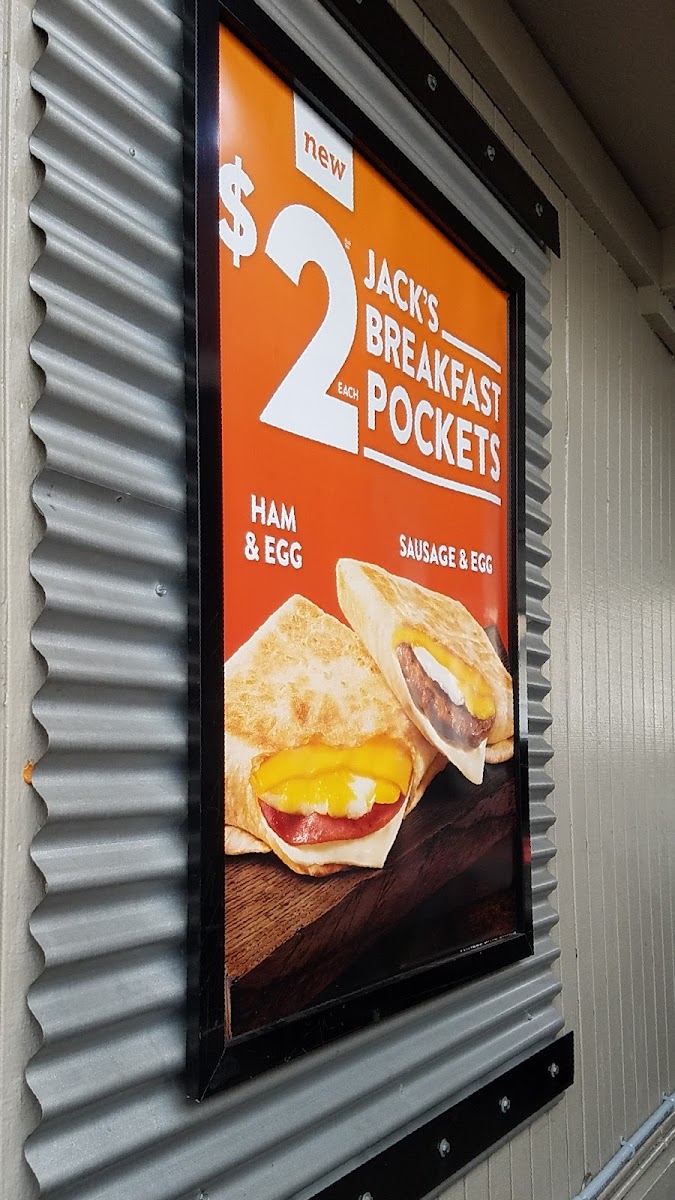 new
$2
EACH
JACK'S
BREAKFAST
POCKETS
HAM
& EGG
SAUSAGE & EGG